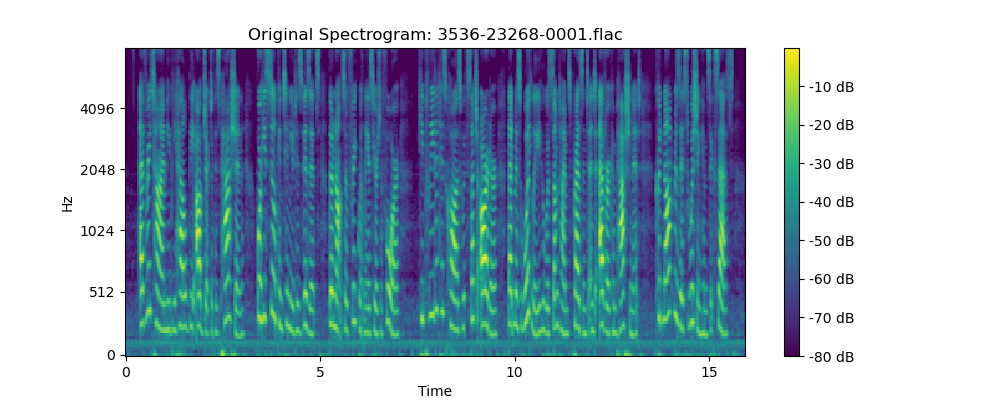 Original Spectrogram: 3536-23268-0001.flac
Hz
4096
2048
1024
512
0
0 5 10 15
Time
-10 dB
-20 dB
-30 dB
-40 dB
-50 dB
-60 dB
-70 dB
-80 dB